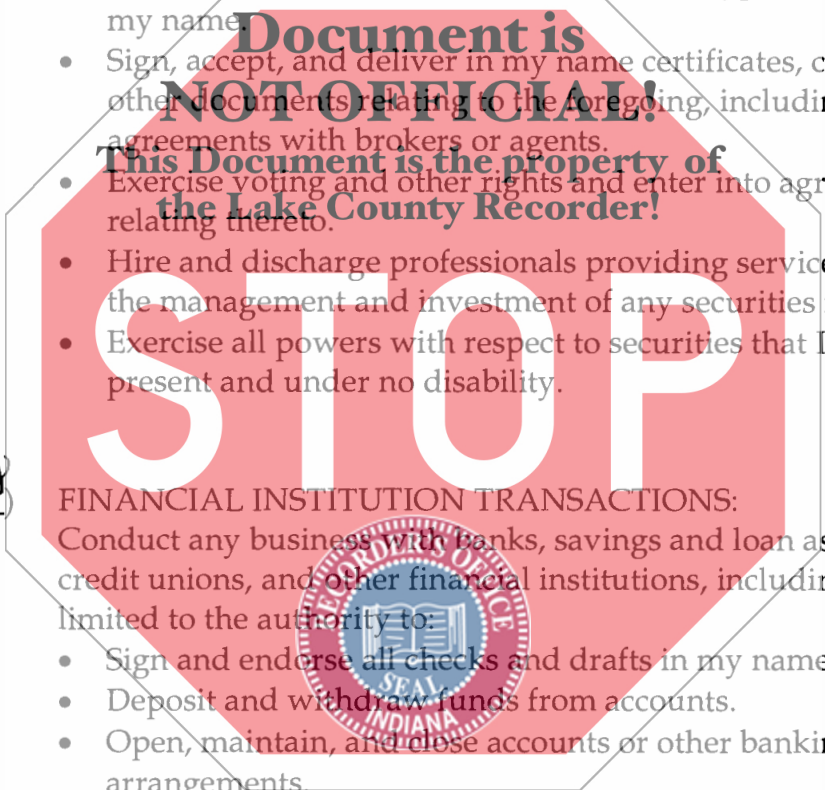 my name.
Document is
Sign, accept, and deliver in my name certificates, c
NOT OFFICIAL!
other documents relating to the foregoing, includin
agreements with brokers or agents.
This Document is the property of
Exercise voting and other rights and enter into agr
the Lake County Recorder!
relating thereto.
Hire and discharge professionals providing service
the management and investment of any securities
Exercise all powers with respect to securities that
present and under no disability.
STOP
FINANCIAL INSTITUTION TRANSACTIONS:
Conduct any business with banks, savings and loan as
credit unions, and other financial institutions, includin
limited to the authority to:
RECORDER'S OFFICE
SEAL
INDIANA
Sign and endorse all checks and drafts in my name
Deposit and withdraw funds from accounts.
Open, maintain, and close accounts or other bankin
arrangements.